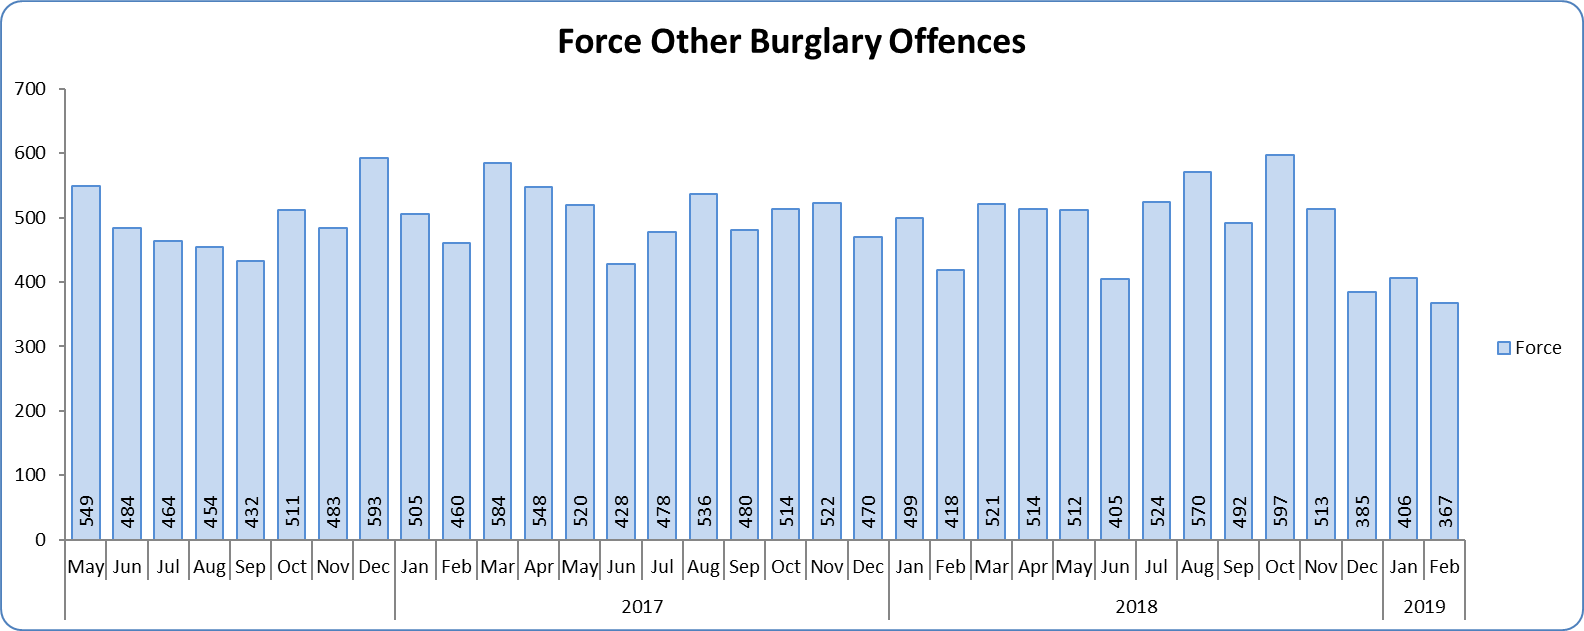 Force Other Burglary Offences
700
600
500
400
300
200
100
0
549 484 464 454 432 511 483 593 505 460 584 548 520 428 478 536 480 514 522 470 499 418 521 514 512 405 524 570 492 597 513 385 406 367
May Jun Jul Aug Sep Oct Nov Dec Jan Feb Mar Apr May Jun Jul Aug Sep Oct Nov Dec Jan Feb Mar Apr May Jun Jul Aug Sep Oct Nov Dec Jan Feb
2017 2018 2019
Force